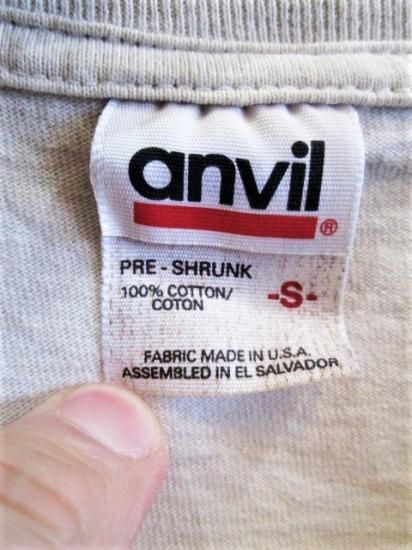 anvil®
PRE-SHRUNK
100% COTTON/
COTON
-S-
FABRIC MADE IN U.S.A.
ASSEMBLED IN EL SALVADOR